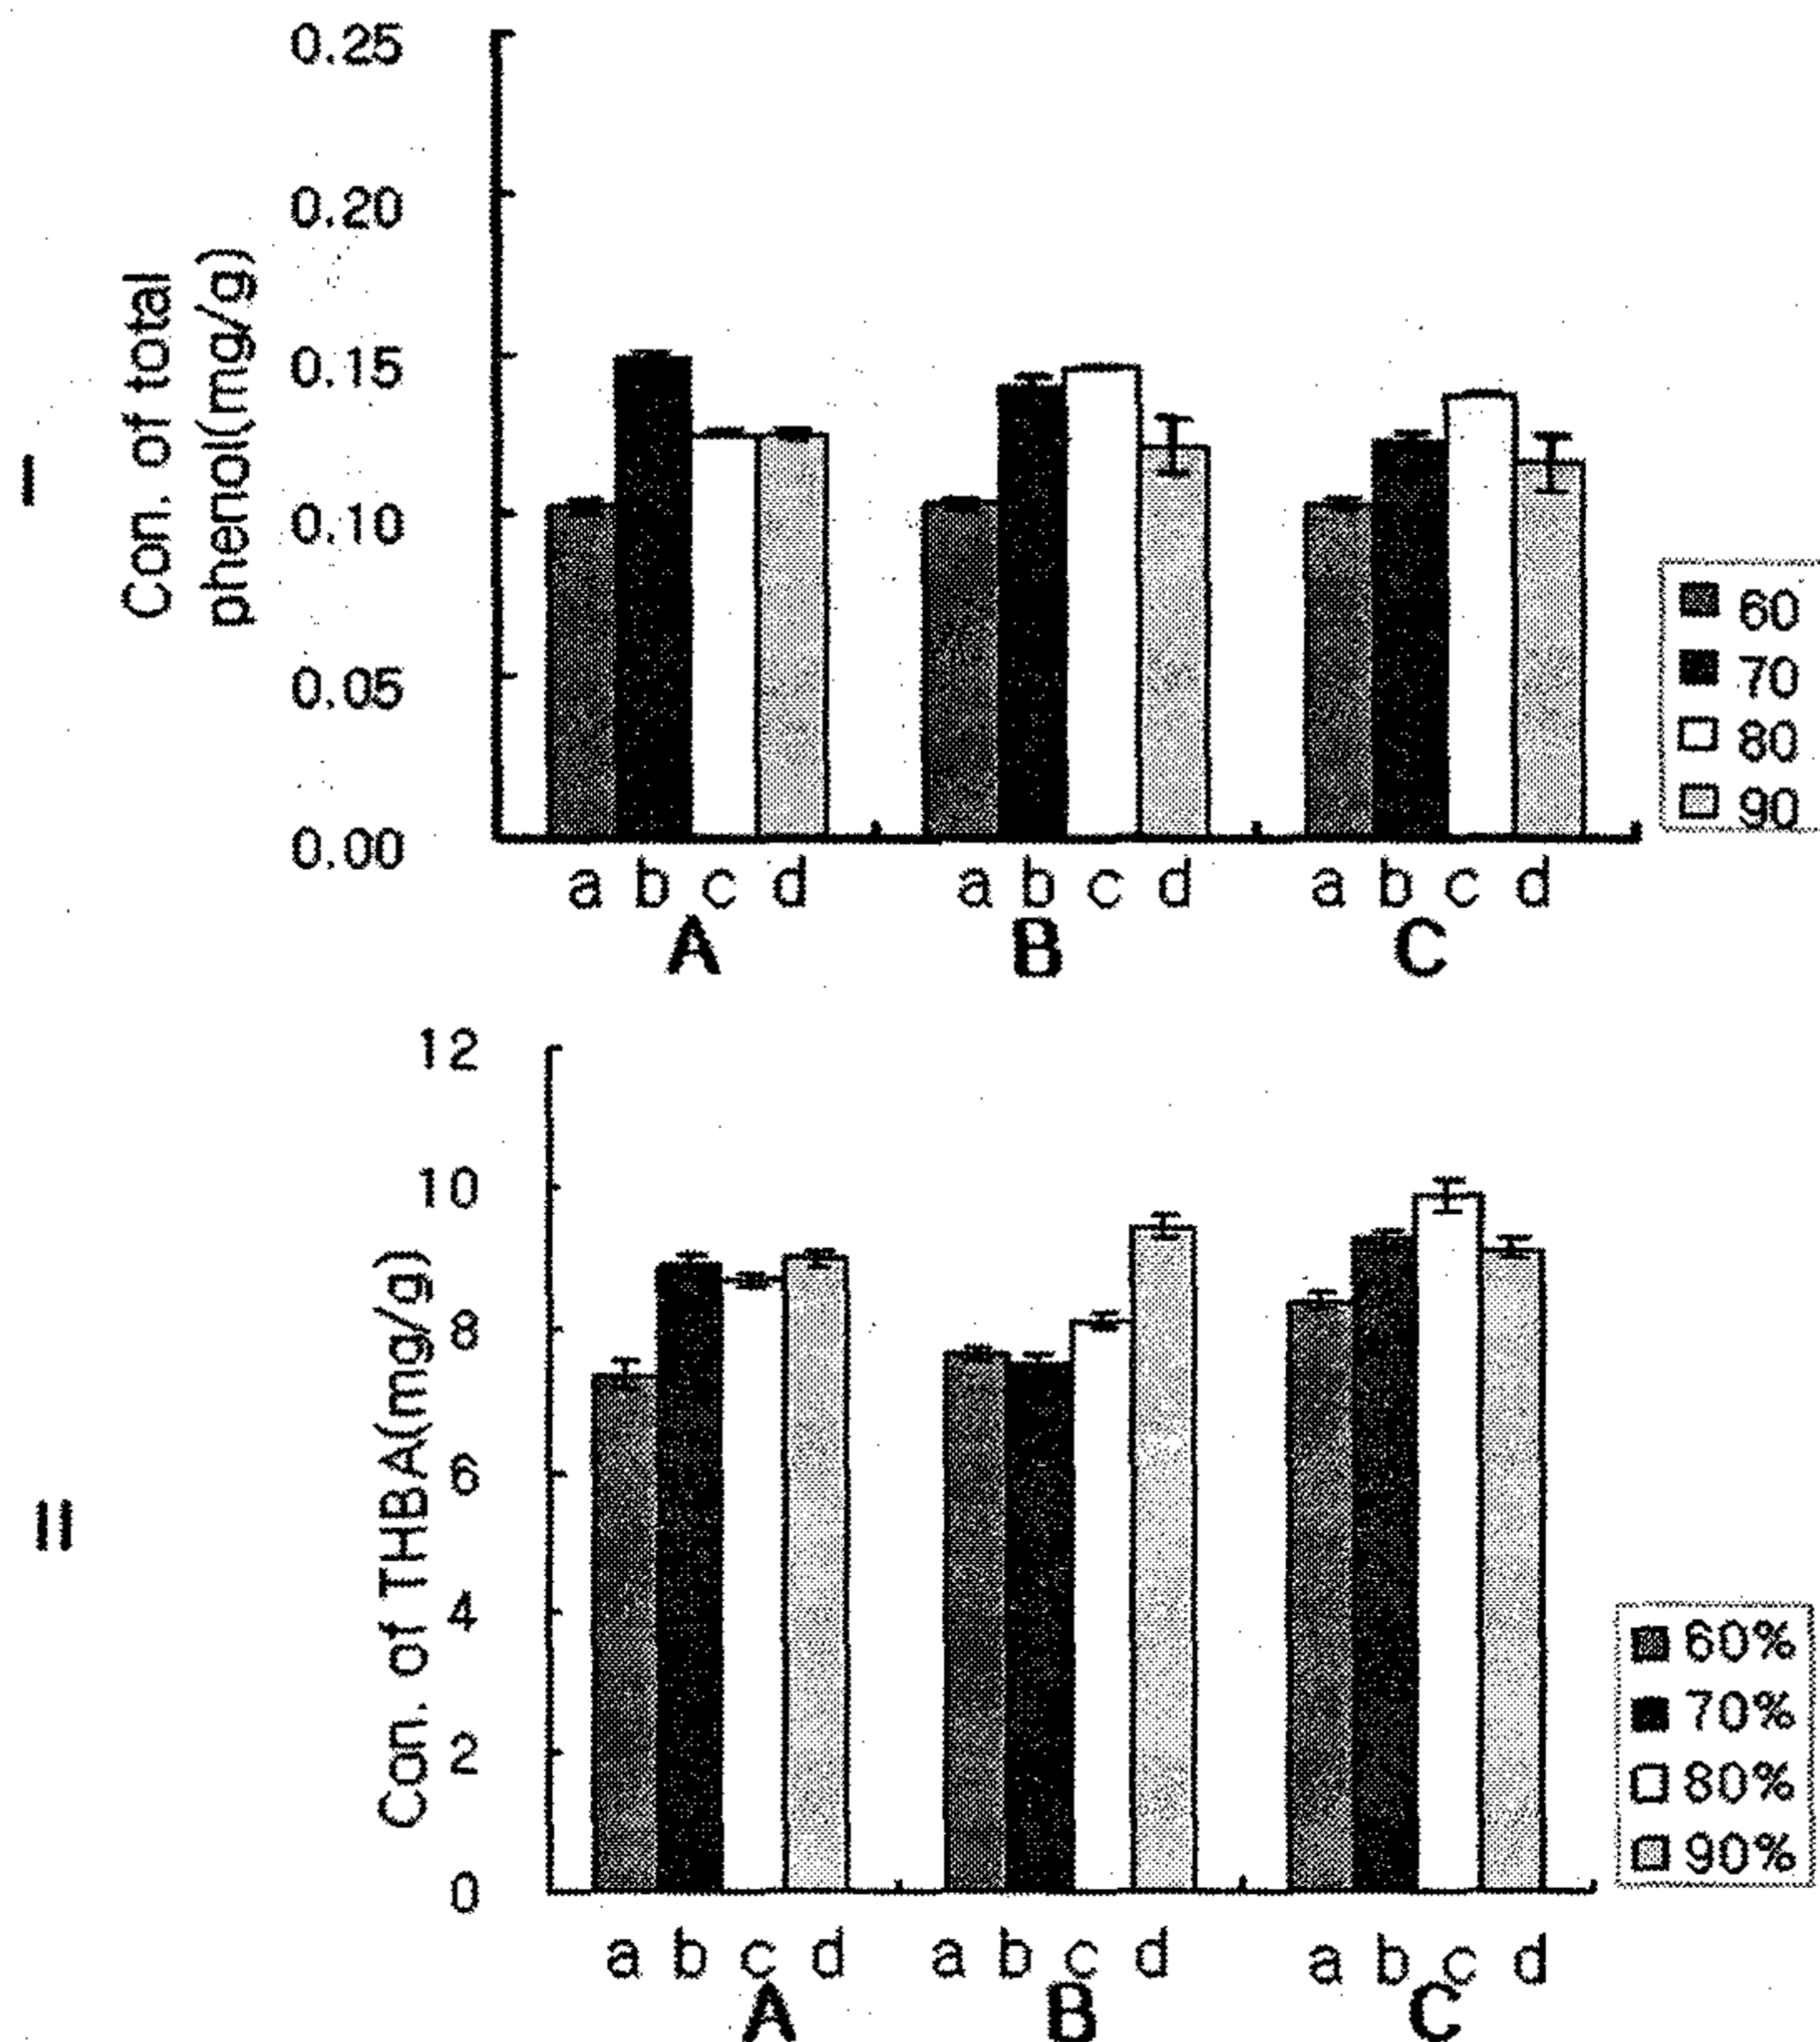 I
Con. of total
phenol(mg/g)
0.25
0.20
0.15
0.10
0.05
0.00
a b c d a b c d a b c d
A B C
60
70
80
90
II
Con. of THBA(mg/g)
12
10
8
6
4
2
0
a b c d a b c d a b c d
A B C
60%
70%
80%
90%